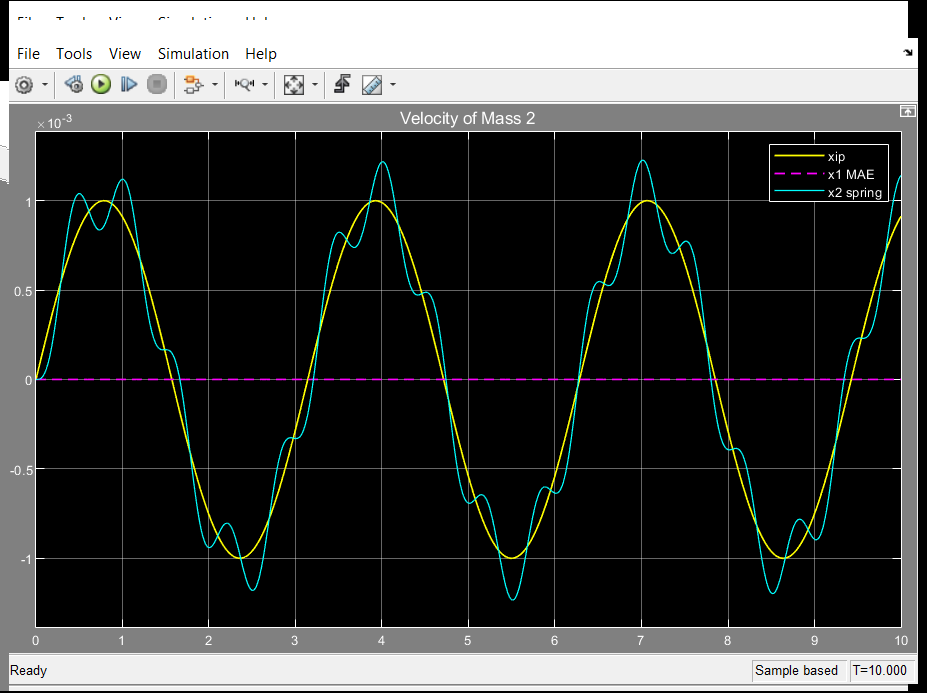 File Tools View Simulation Help
Velocity of Mass 2
×10-3
xip
x1 MAE
x2 spring
1
0.5
0
-0.5
-1
0 1 2 3 4 5 6 7 8 9 10
Ready Sample based T=10.000